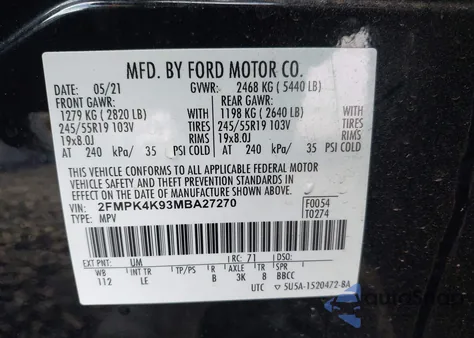 MFD. BY FORD MOTOR CO.
DATE: 05/21 GVWR: 2468 KG ( 5440 LB)
FRONT GAWR: REAR GAWR:
1279 KG ( 2820 LB) 1198 KG ( 2640 LB)
245/55R19 103V TIRES 245/55R19 103V TIRES
19x8.0J RIMS 19x8.0J RIMS
AT 240 kPa/ 35 PSI COLD AT 240 kPa/ 35 PSI COLD
THIS VEHICLE CONFORMS TO ALL APPLICABLE FEDERAL MOTOR
VEHICLE SAFETY AND THEFT PREVENTION STANDARDS IN
EFFECT ON THE DATE OF MANUFACTURE SHOWN ABOVE.
VIN: 2FMPK4K93MBA27270 F0054
TYPE: MPV T0274
EXT PNT: UM RC: 71 DSO:
WB INT TR TP/PS R AXLE TR SPR
112 LE B 3K 8 BBCC
UTC ▽ 5U5A-1520472-BA